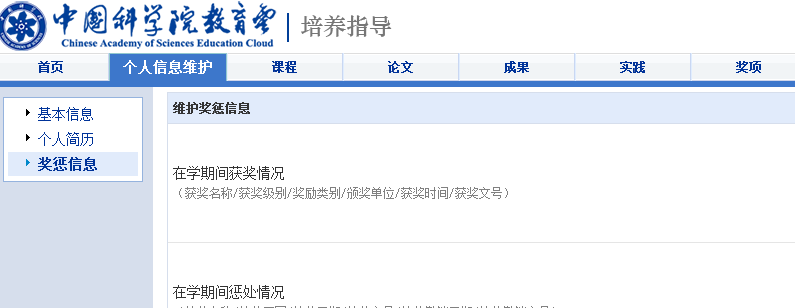 中国科学院教育云 培养指导
Chinese Academy of Sciences Education Cloud
首页 个人信息维护 课程 论文 成果 实践 奖项
基本信息
个人简历
奖惩信息
维护奖惩信息
在学期间获奖情况
（获奖名称/获奖级别/奖励类别/颁奖单位/获奖时间/获奖文号）
在学期间惩处情况